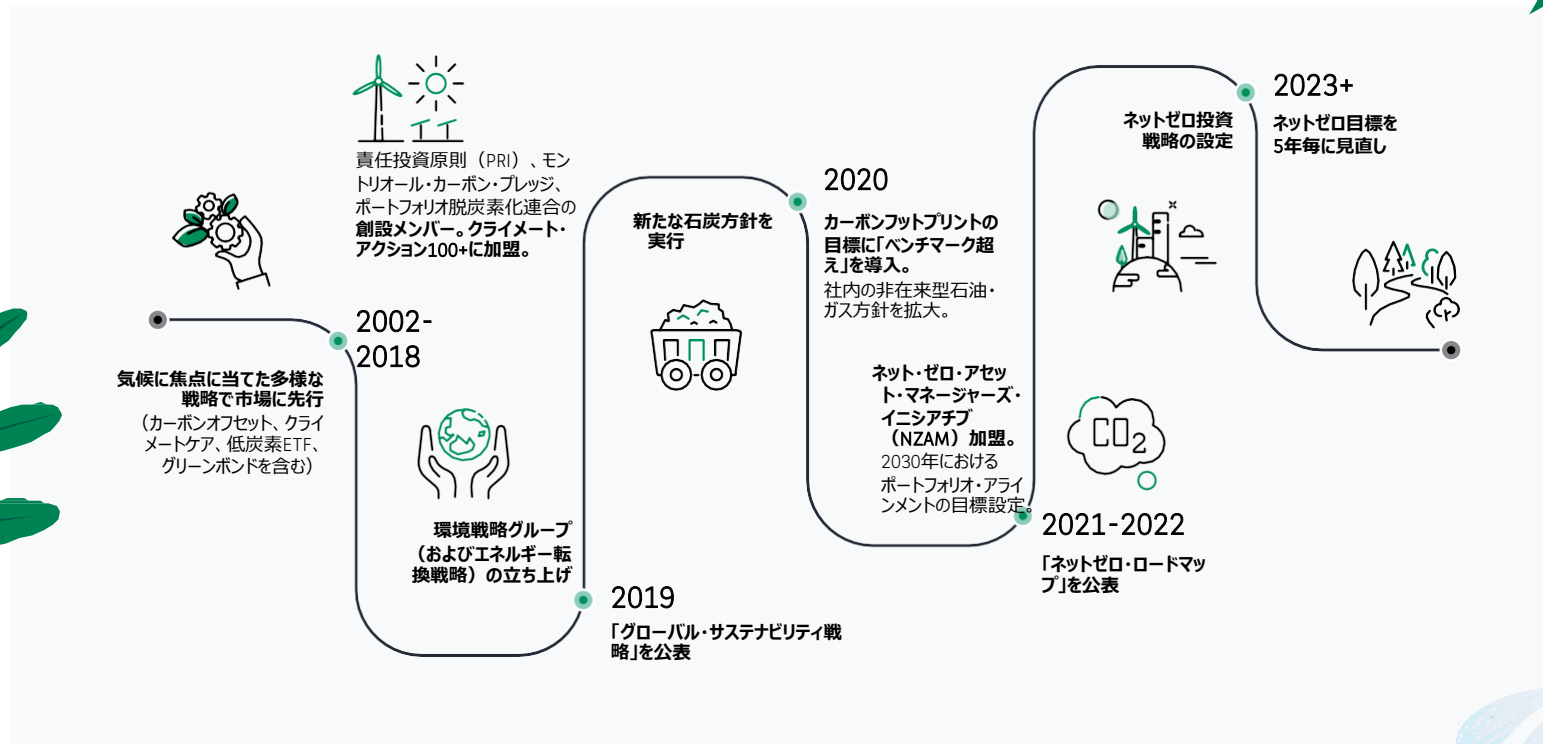 責任投資原則（PRI）、モン
トリオール・カーボン・プレッジ、
ポートフォリオ脱炭素化連合の
創設メンバー。クライメート・
アクション100+に加盟。
2002-
2018
気候に焦点に当てた多様な
戦略で市場に先行
（カーボンオフセット、クライ
メートケア、低炭素ETF、
グリーンボンドを含む）
環境戦略グループ
（およびエネルギー転
換戦略）の立ち上げ
2019
「グローバル・サステナビリティ戦
略」を公表
新たな石炭方針を
実行
2020
カーボンフットプリントの
目標に「ベンチマーク超
え」を導入。
社内の非在来型石油・
ガス方針を拡大。
ネット・ゼロ・アセッ
ト・マネージャーズ・
イニシアチブ
（NZAM）加盟。
2030年における
ポートフォリオ・アライ
ンメントの目標設定。
CO2
2021-2022
「ネットゼロ・ロードマッ
プ」を公表
ネットゼロ投資
戦略の設定
2023+
ネットゼロ目標を
5年毎に見直し